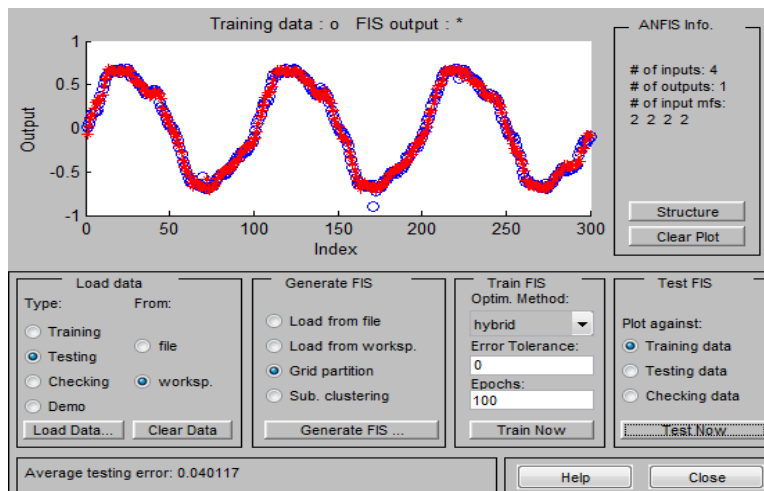 Training data : o   FIS output : *
Output
1
0.5
0
-0.5
-1
0 50 100 150 200 250 300
Index
ANFIS Info.
# of inputs: 4
# of outputs: 1
# of input mfs:
2 2 2 2
Structure
Clear Plot
Load data
Type: From:
Training
file
Testing
Checking
worksp.
Demo
Load Data... Clear Data
Generate FIS
Load from file
Load from worksp.
Grid partition
Sub. clustering
Generate FIS ...
Train FIS
Optim. Method:
hybrid
Error Tolerance:
0
Epochs:
100
Train Now
Test FIS
Plot against:
Training data
Testing data
Checking data
Test Now
Average testing error: 0.040117
Help Close